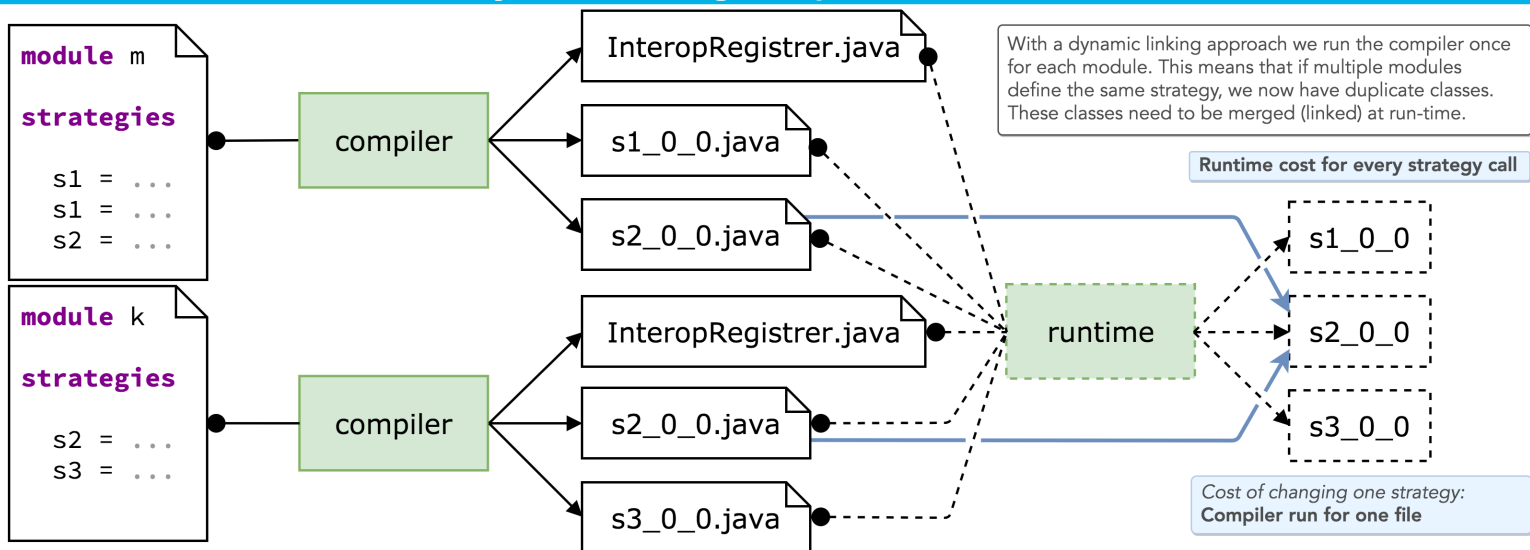 module m
strategies
s1 = ...
s1 = ...
s2 = ...
compiler
InteropRegistrer.java
s1_0_0.java
s2_0_0.java
module k
strategies
s2 = ...
s3 = ...
compiler
InteropRegistrer.java
s2_0_0.java
s3_0_0.java
With a dynamic linking approach we run the compiler once
for each module. This means that if multiple modules
define the same strategy, we now have duplicate classes.
These classes need to be merged (linked) at run-time.
Runtime cost for every strategy call
runtime
s1_0_0
s2_0_0
s3_0_0
Cost of changing one strategy:
Compiler run for one file